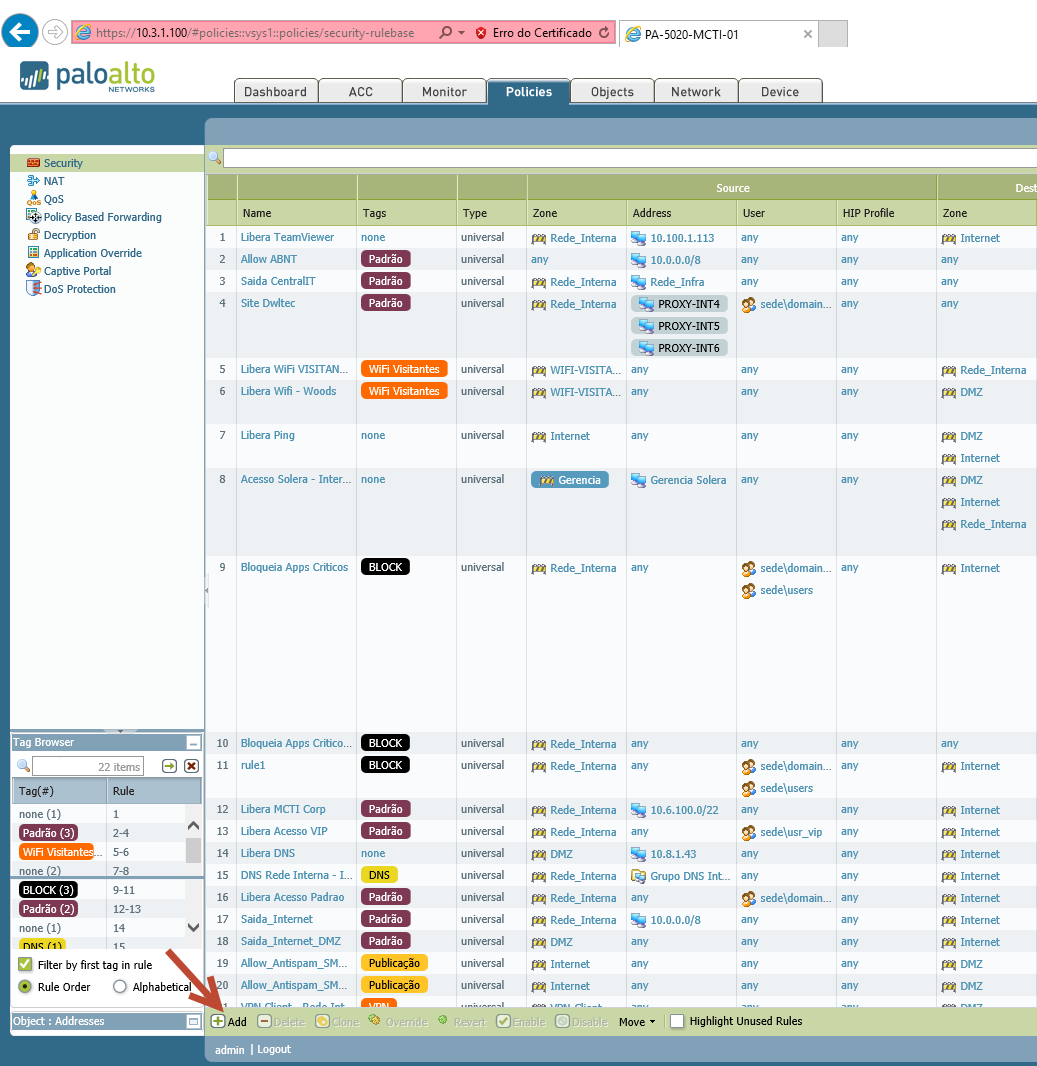 https://10.3.1.100/#policies::vsys1::policies/security-rulebase Erro do Certificado PA-5020-MCTI-01
paloalto NETWORKS
Dashboard ACC Monitor Policies Objects Network Device
Security
NAT
QoS
Policy Based Forwarding
Decryption
Application Override
Captive Portal
DoS Protection
Source Dest
Name Tags Type Zone Address User HIP Profile Zone
1 Libera TeamViewer none universal Rede_Interna 10.100.1.113 any any Internet
2 Allow ABNT Padrão universal any 10.0.0.0/8 any any any
3 Saida CentralIT Padrão universal Rede_Interna Rede_Infra any any any
4 Site Dwltec Padrão universal Rede_Interna PROXY-INT4 sede\domain... any any
PROXY-INT5
PROXY-INT6
5 Libera WiFi VISITAN... WiFi Visitantes universal WIFI-VISITA... any any any Rede_Interna
6 Libera Wifi - Woods WiFi Visitantes universal WIFI-VISITA... any any any DMZ
7 Libera Ping none universal Internet any any any DMZ
Internet
8 Acesso Solera - Inter... none universal Gerencia Gerencia Solera any any DMZ
Internet
Rede_Interna
9 Bloqueia Apps Criticos BLOCK universal Rede_Interna any sede\domain... any Internet
sede\users
10 Bloqueia Apps Critico... BLOCK universal Rede_Interna any any any any
11 rule1 BLOCK universal Rede_Interna any sede\domain... any Internet
sede\users
12 Libera MCTI Corp Padrão universal Rede_Interna 10.6.100.0/22 any any Internet
13 Libera Acesso VIP Padrão universal Rede_Interna any sede\usr_vip any Internet
14 Libera DNS none universal DMZ 10.8.1.43 any any Internet
15 DNS Rede Interna - I... DNS universal Rede_Interna Grupo DNS Int... any any Internet
16 Libera Acesso Padrao Padrão universal Rede_Interna any sede\domain... any Internet
17 Saida_Internet Padrão universal Rede_Interna 10.0.0.0/8 any any Internet
18 Saida_Internet_DMZ Padrão universal DMZ any any any Internet
19 Allow_Antispam_SM... Publicação universal Internet any any any DMZ
20 Allow_Antispam_SM... Publicação universal Internet any any any DMZ
VPN Client - Rede Int... VPN universal VPN-Client any any any DMZ
Tag Browser
22 items
Tag(#) Rule
none (1) 1
Padrão (3) 2-4
WiFi Visitantes... 5-6
none (2) 7-8
BLOCK (3) 9-11
Padrão (2) 12-13
none (1) 14
DNS (1) 15
Filter by first tag in rule
Rule Order Alphabetical
Object : Addresses
Add Delete Clone Override Revert Enable Disable Move Highlight Unused Rules
admin | Logout